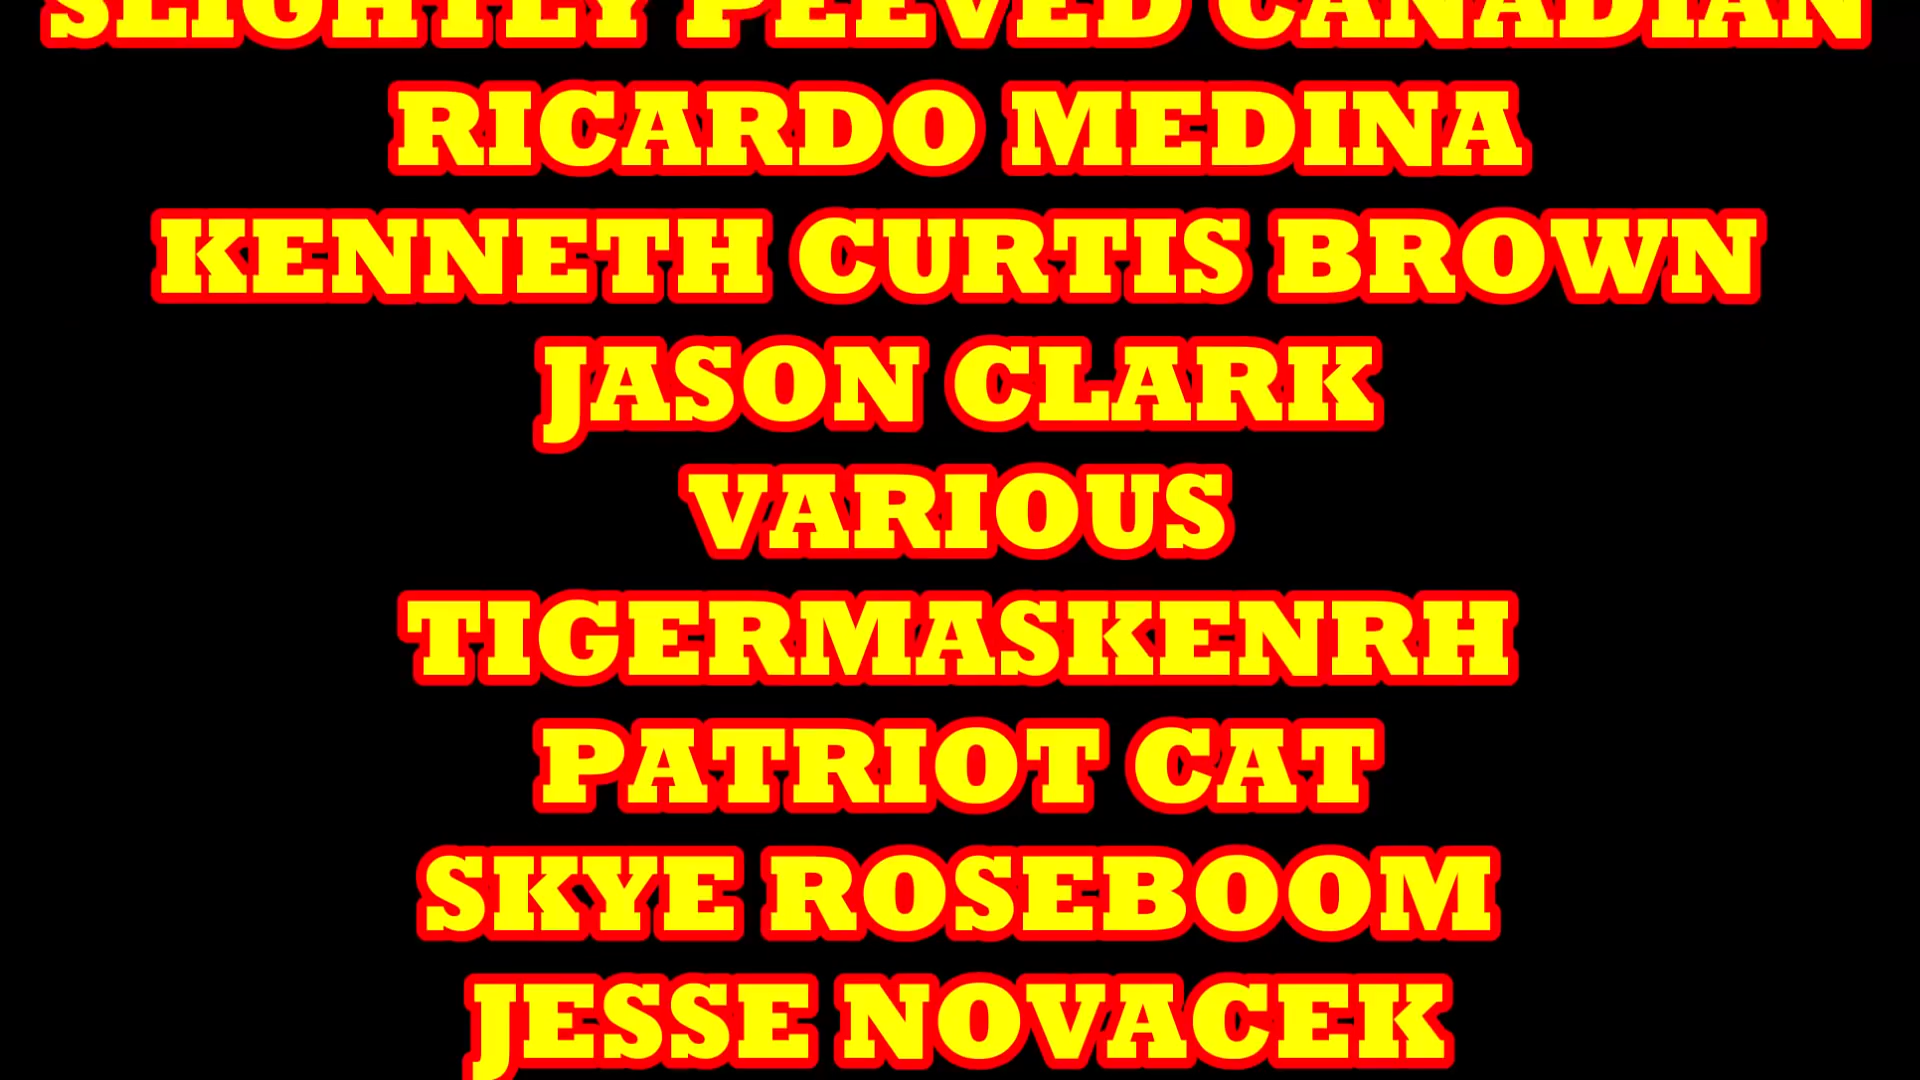 SLIGHTLY PEEVED CANADIAN
RICARDO MEDINA
KENNETH CURTIS BROWN
JASON CLARK
VARIOUS
TIGERMASKENRH
PATRIOT CAT
SKYE ROSEBOOM
JESSE NOVACEK